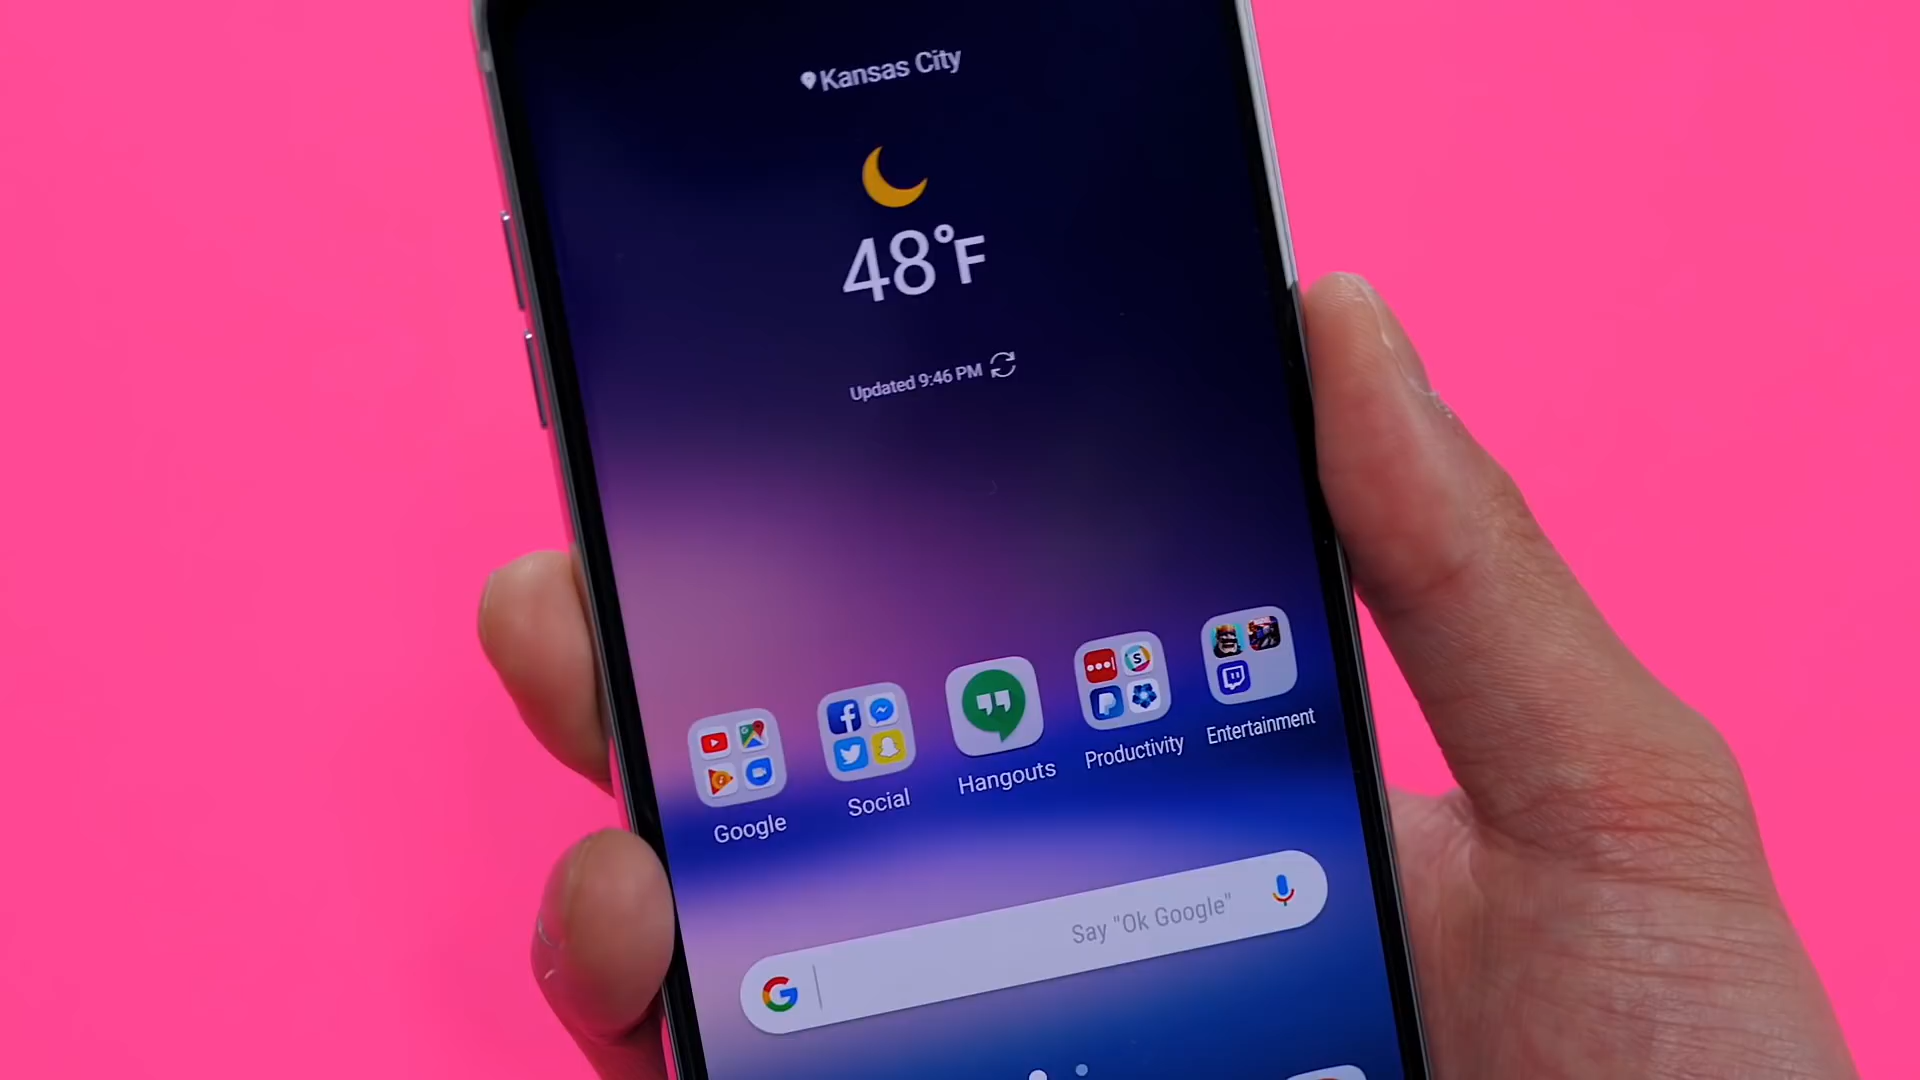 Kansas City
48°F
Updated 9:46 PM
Google
Social
Hangouts
Productivity
Entertainment
Say "Ok Google"